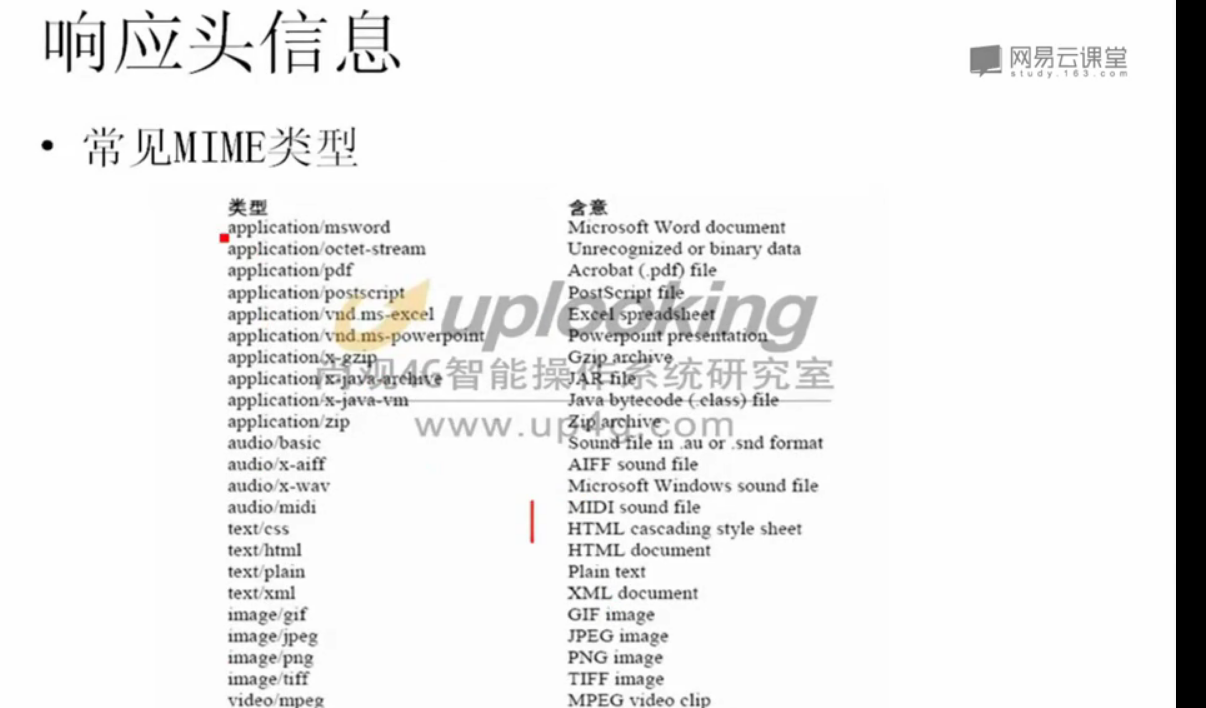 响应头信息
网易云课堂
study.163.com
• 常见MIME类型
类型 含意
application/msword Microsoft Word document
application/octet-stream Unrecognized or binary data
application/pdf Acrobat (.pdf) file
application/postscript PostScript file
application/vnd.ms-excel Excel spreadsheet
application/vnd.ms-powerpoint Powerpoint presentation
application/x-gzip Gzip archive
application/x-java-archive JAR file
application/x-java-vm Java bytecode (.class) file
application/zip Zip archive
audio/basic Sound file in .au or .snd format
audio/x-aiff AIFF sound file
audio/x-wav Microsoft Windows sound file
audio/midi MIDI sound file
text/css HTML cascading style sheet
text/html HTML document
text/plain Plain text
text/xml XML document
image/gif GIF image
image/jpeg JPEG image
image/png PNG image
image/tiff TIFF image
video/mpeg MPEG video clip
uplooking
尚观4G智能操作系统研究室
www.up4g.com